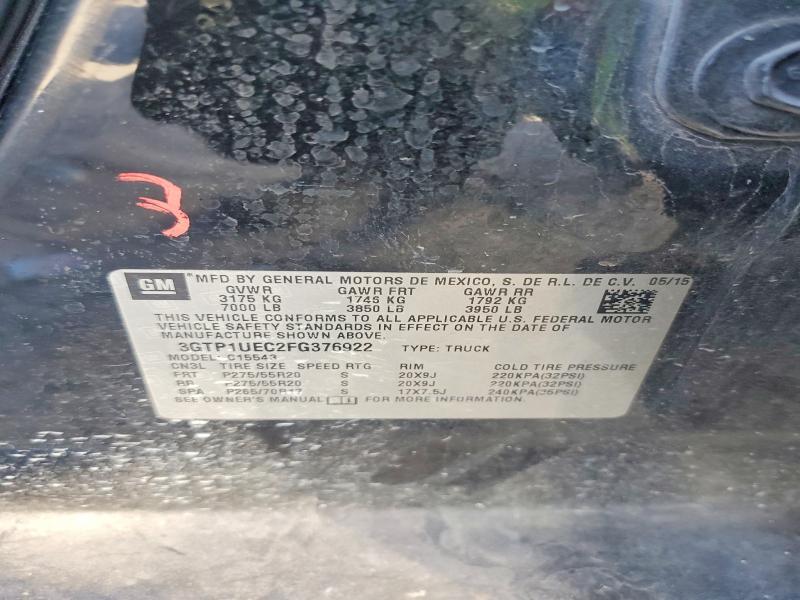 3
GM *MFD BY GENERAL MOTORS DE MEXICO, S. DE R.L. DE C.V. 05/15
GVWR GAWR FRT GAWR RR
3175 KG 1745 KG 1792 KG
7000 LB 3850 LB 3950 LB
THIS VEHICLE CONFORMS TO ALL APPLICABLE U.S. FEDERAL MOTOR
VEHICLE SAFETY STANDARDS IN EFFECT ON THE DATE OF
MANUFACTURE SHOWN ABOVE.
3GTP1UEC2FG376922 TYPE: TRUCK
MODEL: C15543
CN3L TIRE SIZE SPEED RTG RIM COLD TIRE PRESSURE
FRT P275/55R20 S 20X9J 220KPA(32PSI)
RR P275/55R20 S 20X9J 220KPA(32PSI)
SPA P265/70R17 S 17X7.5J 240KPA(35PSI)
SEE OWNER'S MANUAL FOR MORE INFORMATION.